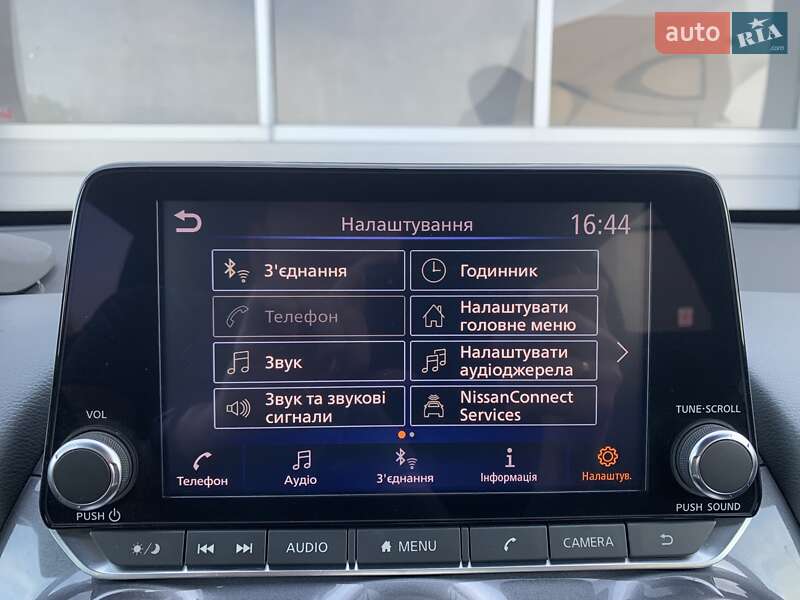 auto RIA.com
Налаштування 16:44
З'єднання
Годинник
Телефон
Налаштувати
головне меню
Звук
Налаштувати
аудіоджерела
Звук та звукові
сигнали
NissanConnect
Services
VOL
TUNE·SCROLL
Телефон
Аудіо
З'єднання
Інформація
Налаштув.
PUSH
PUSH SOUND
AUDIO
MENU
CAMERA